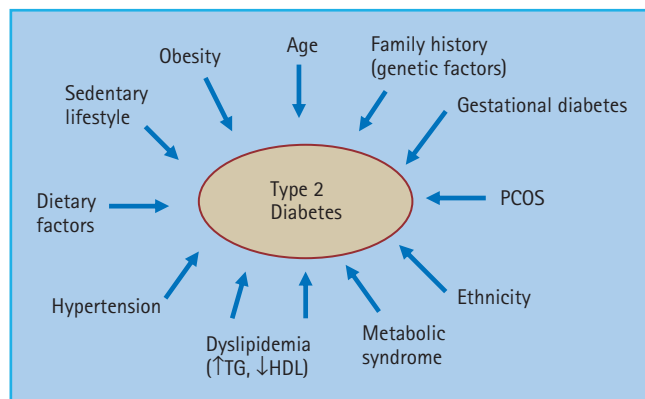 Age
Family history
(genetic factors)
Obesity
Gestational diabetes
Sedentary
lifestyle
Type 2
Diabetes
PCOS
Dietary
factors
Ethnicity
Hypertension
Metabolic
syndrome
Dyslipidemia
(↑TG, ↓HDL)